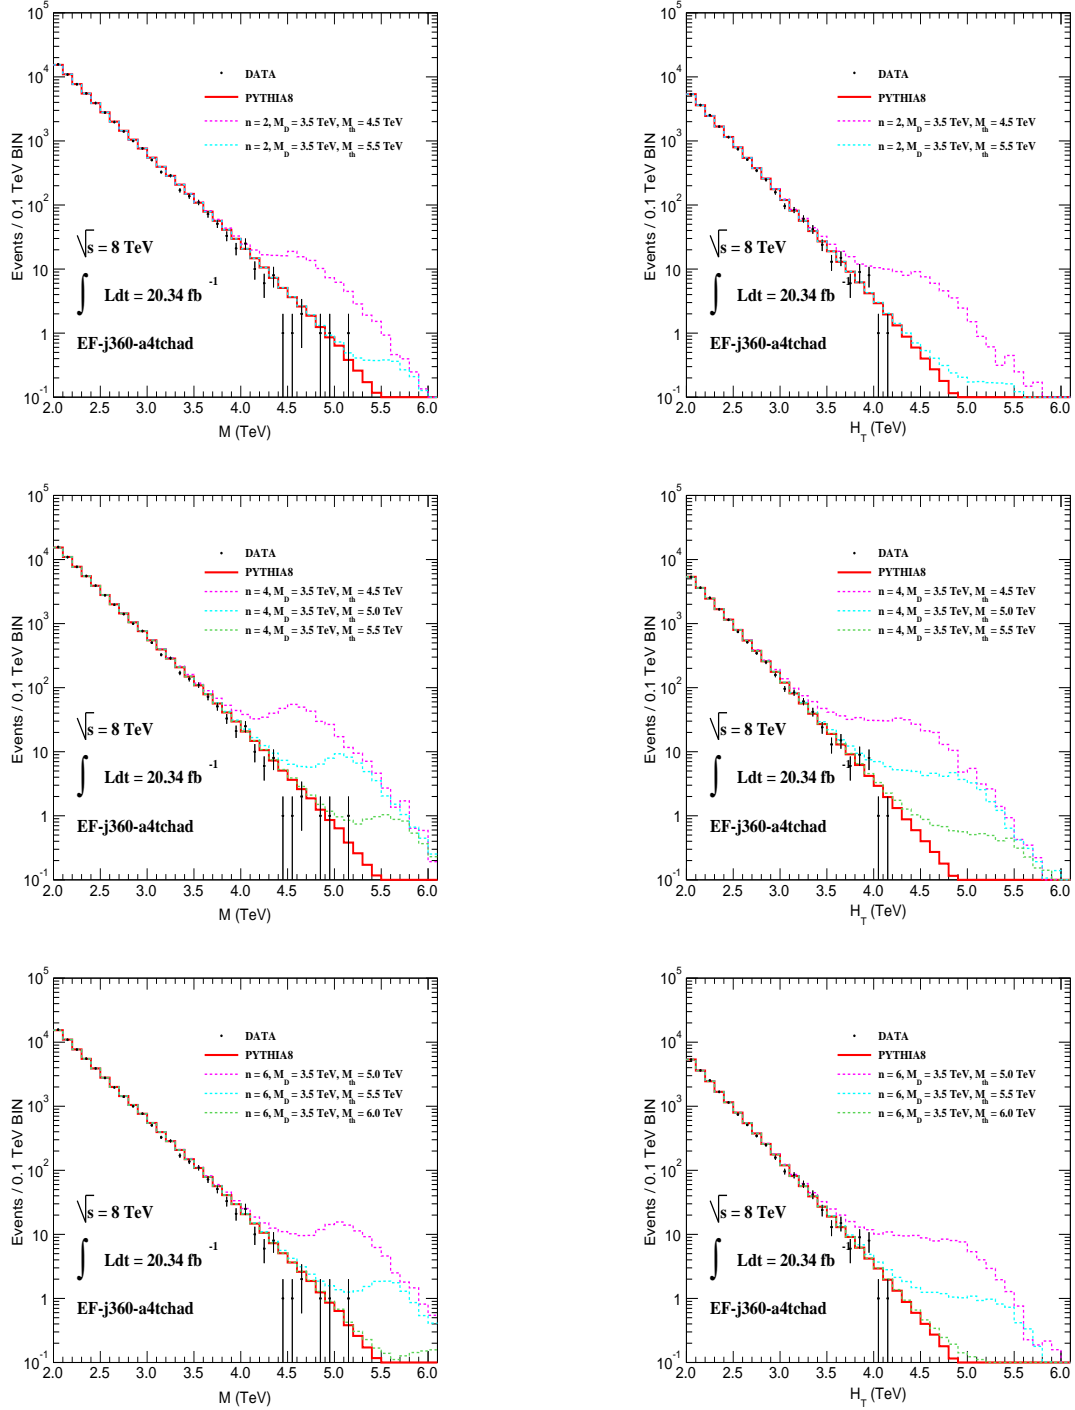 10^5
10^4
10^3
10^2
10
1
10^-1
Events / 0.1 TeV BIN
DATA
PYTHIA8
n = 2, M_D = 3.5 TeV, M_th = 4.5 TeV
n = 2, M_D = 3.5 TeV, M_th = 5.5 TeV
√s = 8 TeV
∫ Ldt = 20.34 fb^-1
EF-j360-a4tchad
2.0 2.5 3.0 3.5 4.0 4.5 5.0 5.5 6.0
M (TeV)
10^5
10^4
10^3
10^2
10
1
10^-1
Events / 0.1 TeV BIN
DATA
PYTHIA8
n = 2, M_D = 3.5 TeV, M_th = 4.5 TeV
n = 2, M_D = 3.5 TeV, M_th = 5.5 TeV
√s = 8 TeV
∫ Ldt = 20.34 fb^-1
EF-j360-a4tchad
2.0 2.5 3.0 3.5 4.0 4.5 5.0 5.5 6.0
H_T (TeV)
10^5
10^4
10^3
10^2
10
1
10^-1
Events / 0.1 TeV BIN
DATA
PYTHIA8
n = 4, M_D = 3.5 TeV, M_th = 4.5 TeV
n = 4, M_D = 3.5 TeV, M_th = 5.0 TeV
n = 4, M_D = 3.5 TeV, M_th = 5.5 TeV
√s = 8 TeV
∫ Ldt = 20.34 fb^-1
EF-j360-a4tchad
2.0 2.5 3.0 3.5 4.0 4.5 5.0 5.5 6.0
M (TeV)
10^5
10^4
10^3
10^2
10
1
10^-1
Events / 0.1 TeV BIN
DATA
PYTHIA8
n = 4, M_D = 3.5 TeV, M_th = 4.5 TeV
n = 4, M_D = 3.5 TeV, M_th = 5.0 TeV
n = 4, M_D = 3.5 TeV, M_th = 5.5 TeV
√s = 8 TeV
∫ Ldt = 20.34 fb^-1
EF-j360-a4tchad
2.0 2.5 3.0 3.5 4.0 4.5 5.0 5.5 6.0
H_T (TeV)
10^5
10^4
10^3
10^2
10
1
10^-1
Events / 0.1 TeV BIN
DATA
PYTHIA8
n = 6, M_D = 3.5 TeV, M_th = 5.0 TeV
n = 6, M_D = 3.5 TeV, M_th = 5.5 TeV
n = 6, M_D = 3.5 TeV, M_th = 6.0 TeV
√s = 8 TeV
∫ Ldt = 20.34 fb^-1
EF-j360-a4tchad
2.0 2.5 3.0 3.5 4.0 4.5 5.0 5.5 6.0
M (TeV)
10^5
10^4
10^3
10^2
10
1
10^-1
Events / 0.1 TeV BIN
DATA
PYTHIA8
n = 6, M_D = 3.5 TeV, M_th = 5.0 TeV
n = 6, M_D = 3.5 TeV, M_th = 5.5 TeV
n = 6, M_D = 3.5 TeV, M_th = 6.0 TeV
√s = 8 TeV
∫ Ldt = 20.34 fb^-1
EF-j360-a4tchad
2.0 2.5 3.0 3.5 4.0 4.5 5.0 5.5 6.0
H_T (TeV)